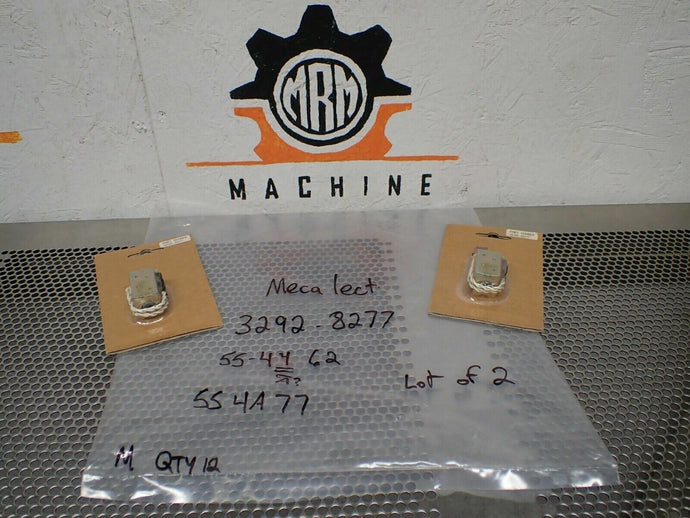 MRM
MACHINE
Meca lect
3292-8277
55-44 62
A?
Lot of 2
554A77
M QTY 12